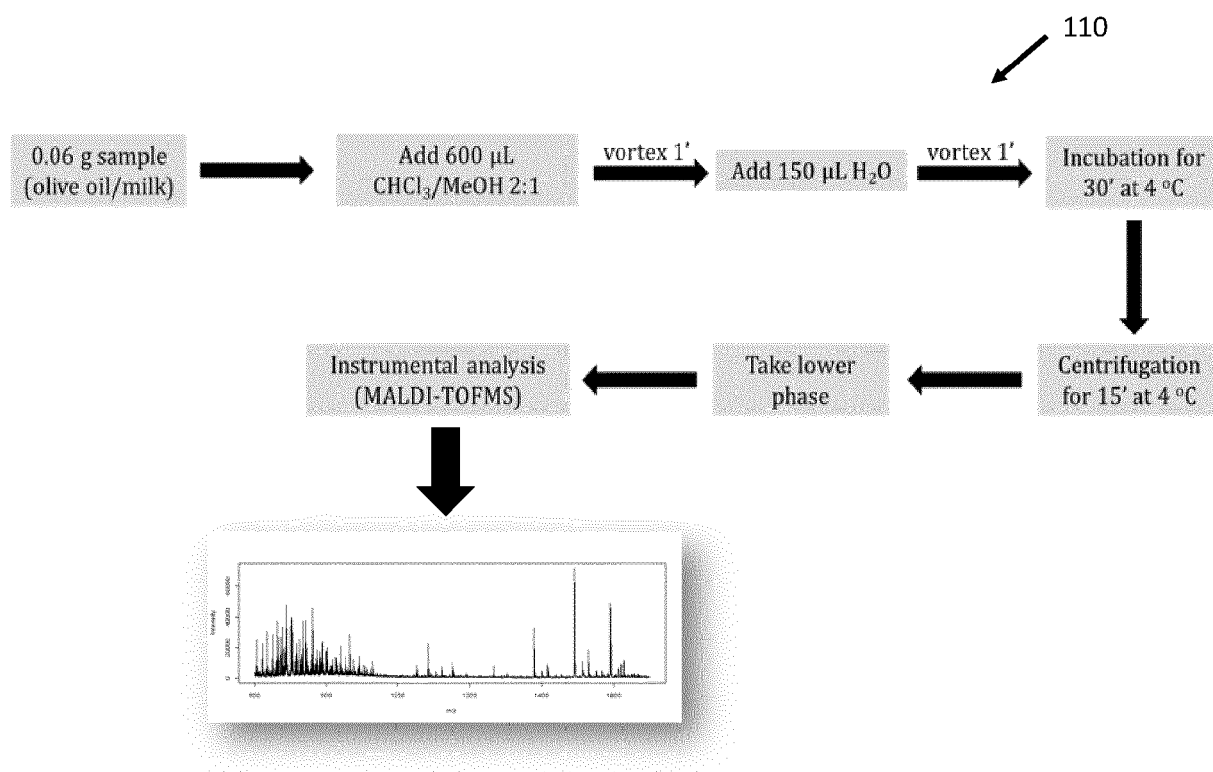 110
0.06 g sample
(olive oil/milk)
Add 600 µL
CHCl₃/MeOH 2:1
vortex 1'
Add 150 µL H₂O
vortex 1'
Incubation for
30' at 4 °C
Centrifugation
for 15' at 4 °C
Take lower
phase
Instrumental analysis
(MALDI-TOFMS)